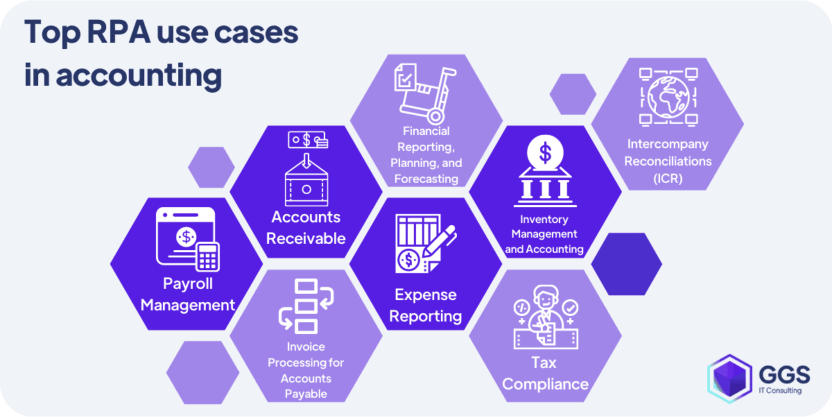 Top RPA use cases
in accounting
Financial
Reporting,
Planning, and
Forecasting
Intercompany
Reconciliations
(ICR)
Accounts
Receivable
Inventory
Management
and Accounting
Payroll
Management
Expense
Reporting
Invoice
Processing for
Accounts
Payable
Tax
Compliance
GGS
IT Consulting